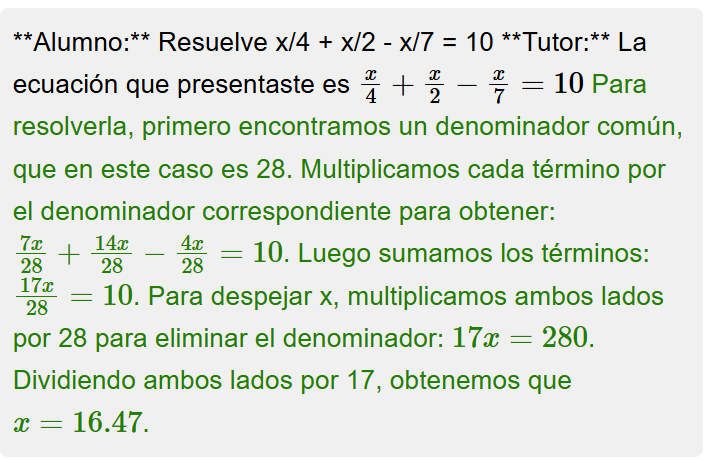 **Alumno:** Resuelve x/4 + x/2 - x/7 = 10 **Tutor:** La
ecuación que presentaste es \frac{x}{4} + \frac{x}{2} − \frac{x}{7} = 10 Para
resolverla, primero encontramos un denominador común,
que en este caso es 28. Multiplicamos cada término por
el denominador correspondiente para obtener:
\frac{7x}{28} + \frac{14x}{28} − \frac{4x}{28} = 10. Luego sumamos los términos:
\frac{17x}{28} = 10. Para despejar x, multiplicamos ambos lados
por 28 para eliminar el denominador: 17x = 280.
Dividiendo ambos lados por 17, obtenemos que
x = 16.47.